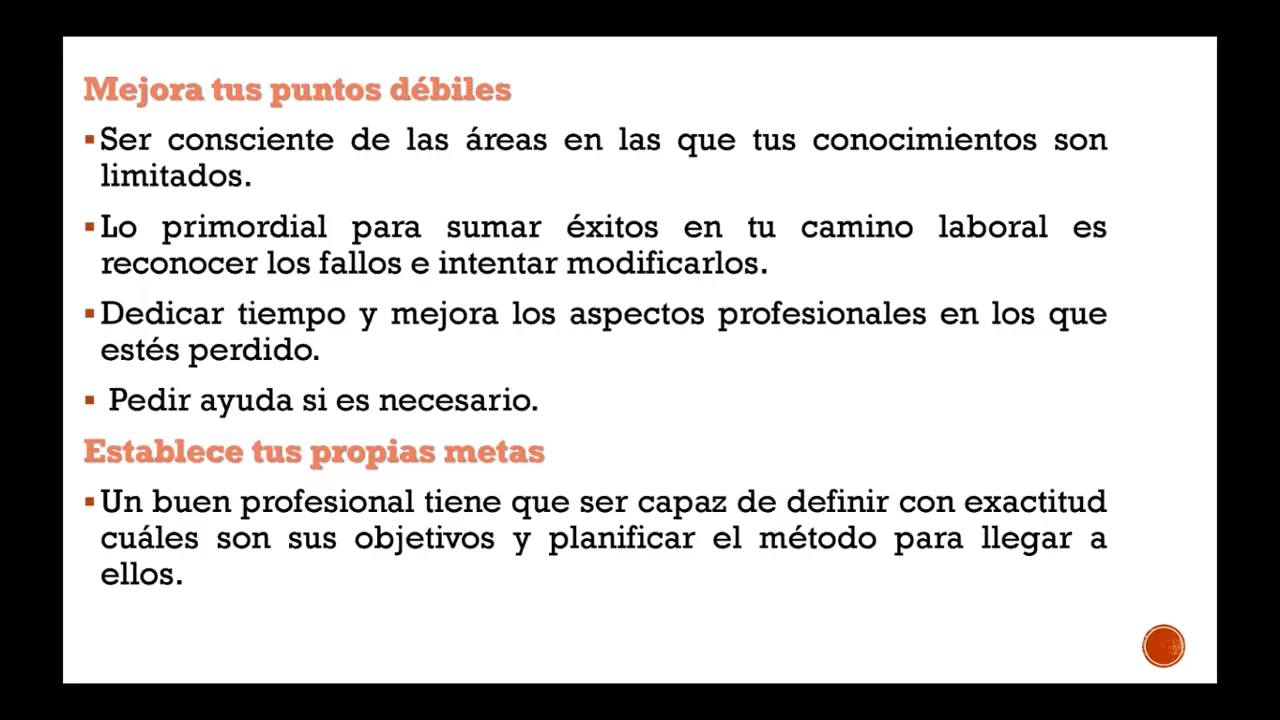 Mejora tus puntos débiles
▪Ser consciente de las áreas en las que tus conocimientos son
limitados.
▪Lo primordial para sumar éxitos en tu camino laboral es
reconocer los fallos e intentar modificarlos.
▪Dedicar tiempo y mejora los aspectos profesionales en los que
estés perdido.
▪ Pedir ayuda si es necesario.
Establece tus propias metas
▪Un buen profesional tiene que ser capaz de definir con exactitud
cuáles son sus objetivos y planificar el método para llegar a
ellos.